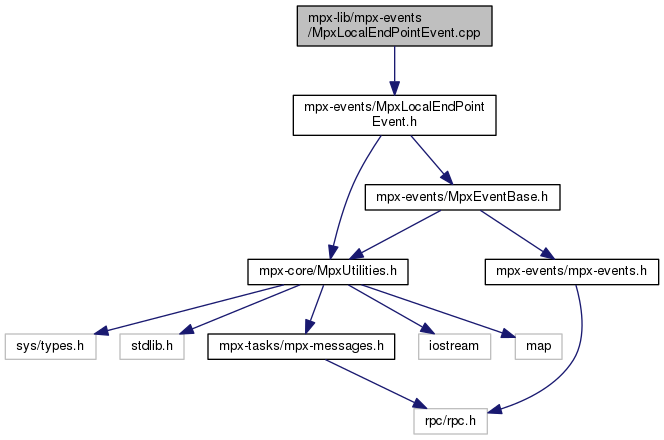 mpx-lib/mpx-events
/MpxLocalEndPointEvent.cpp
mpx-events/MpxLocalEndPoint
Event.h
mpx-events/MpxEventBase.h
mpx-core/MpxUtilities.h
mpx-events/mpx-events.h
sys/types.h
stdlib.h
mpx-tasks/mpx-messages.h
iostream
map
rpc/rpc.h